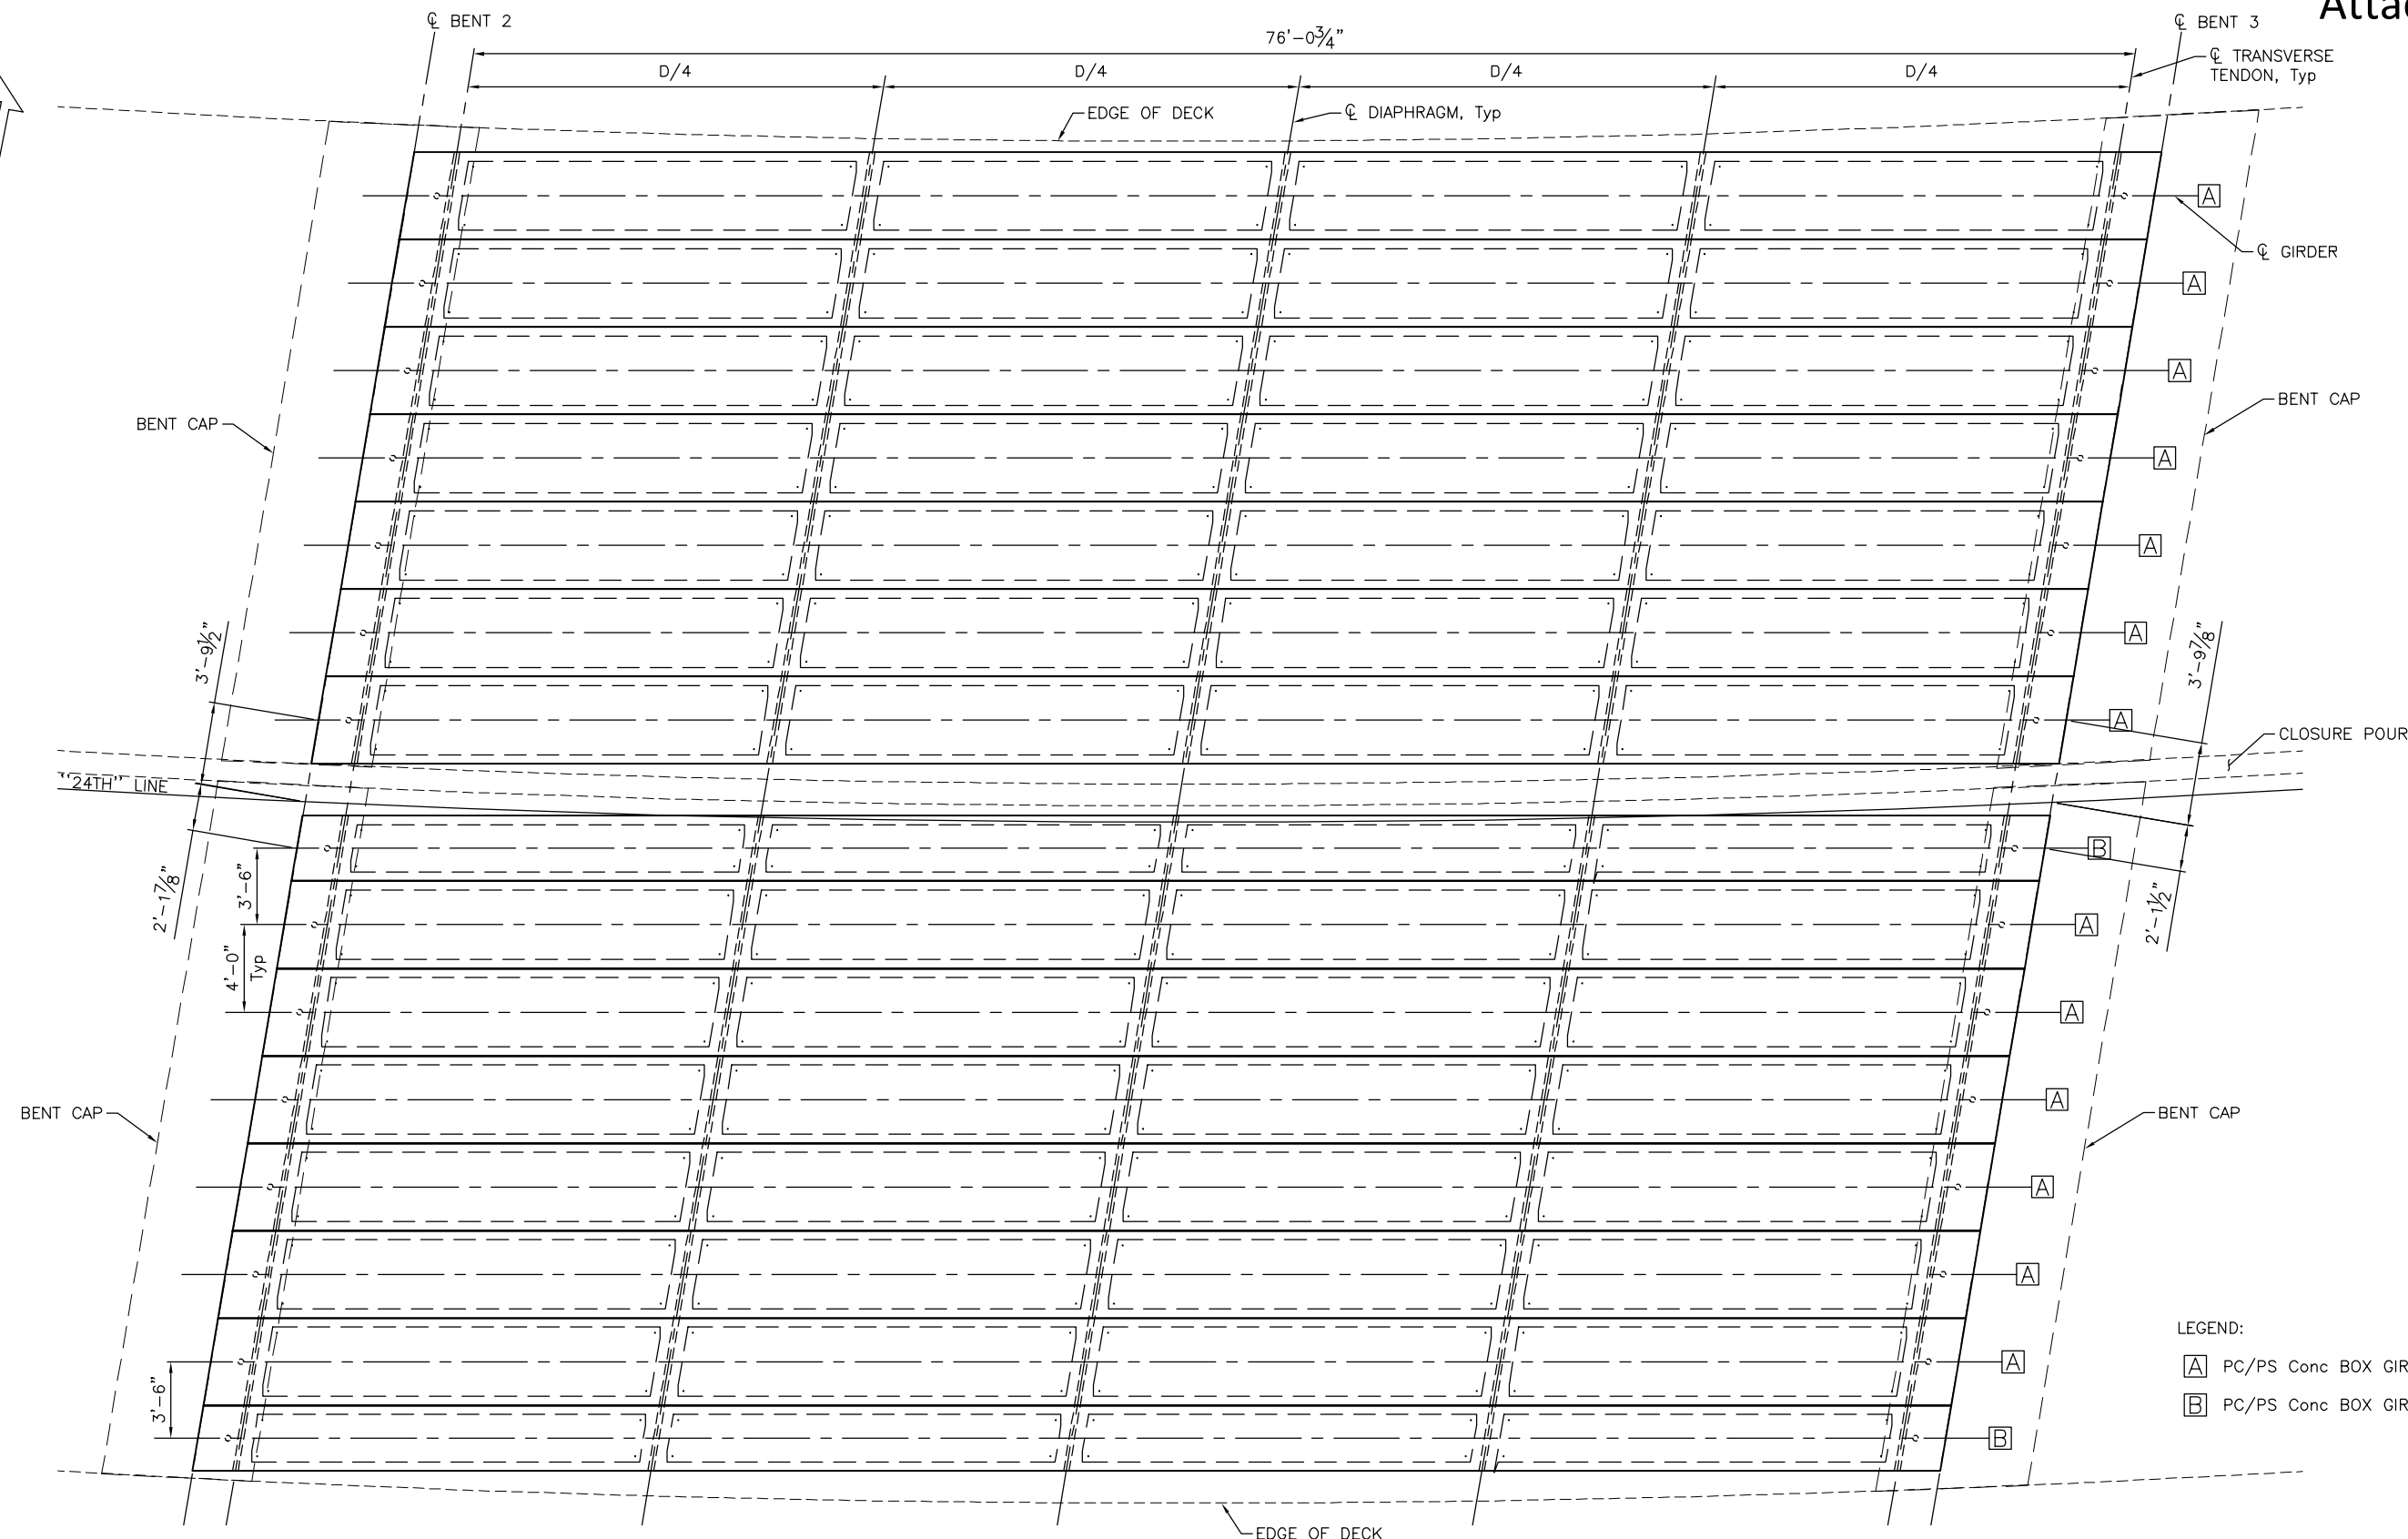 Attac
℄ BENT 2
℄ BENT 3
76'-0¾"
℄ TRANSVERSE
TENDON, Typ
D/4
D/4
D/4
D/4
EDGE OF DECK
℄ DIAPHRAGM, Typ
A
℄ GIRDER
A
A
BENT CAP
BENT CAP
A
A
A
3'-9½"
3'-9⅞"
A
CLOSURE POUR
"24TH" LINE
B
2'-1⅞"
3'-6"
2'-1½"
A
4'-0"
Typ
A
A
BENT CAP
BENT CAP
A
A
LEGEND:
A
A PC/PS Conc BOX GIR
3'-6"
B PC/PS Conc BOX GIR
B
EDGE OF DECK